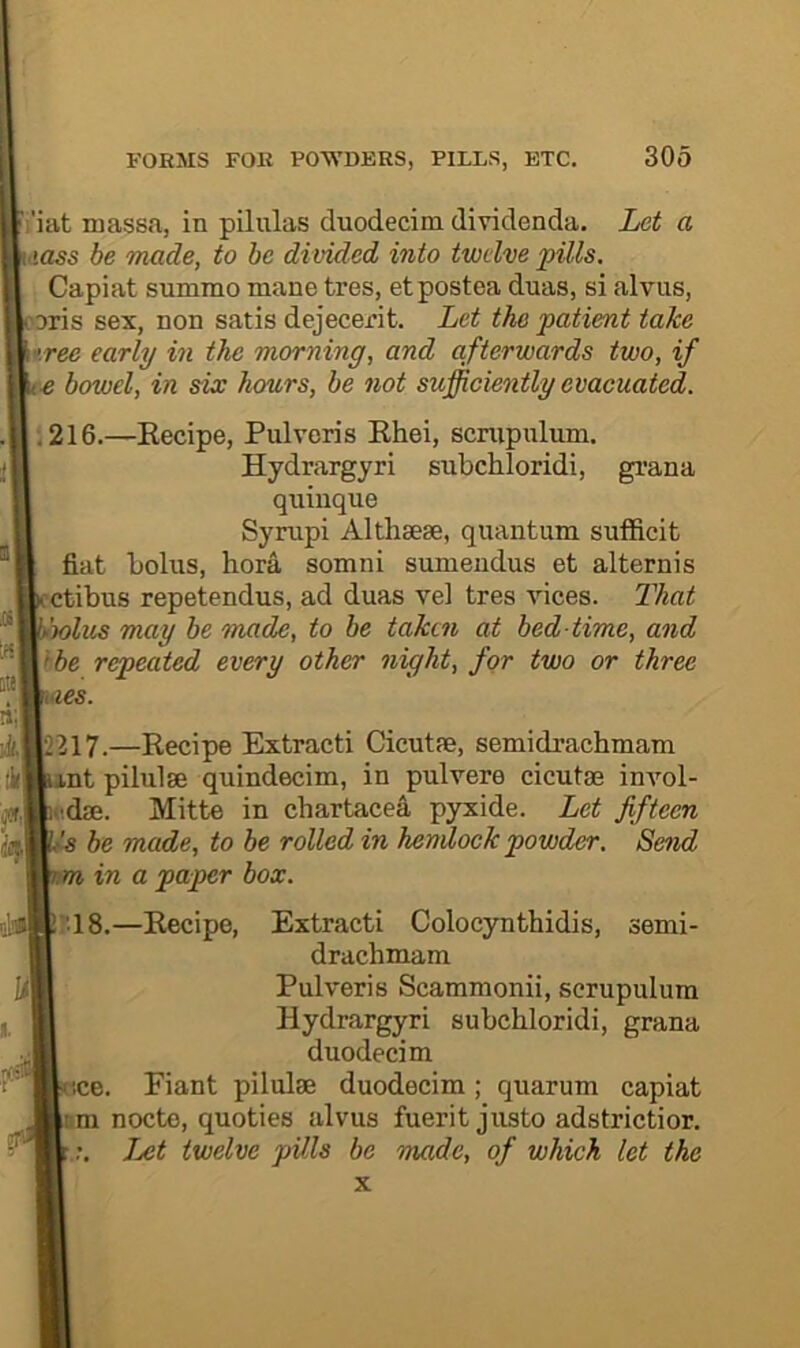 FORMS FOR POWDERS, PILLS, ETC. 305
'iat massa, in pilulas duodecim dividenda. Let a
ass be made, to be divided into twelve pills.
Capiat summo mane tres, et postea duas, si alvus,
oris sex, non satis dejecerit. Let the patient take
ree early in the morning, and afterwards two, if
e bowel, in six hours, be not sufficiently evacuated.
216.—Recipe, Pulveris Rhei, scrupulum.
Hydrargyri subchloridi, grana
quinque
Syrupi Althææ, quantum sufficit
fiat bolus, horâ somni sumendus et alternis
ctibus repetendus, ad duas vel tres vices. That
bolus may be made, to be taken at bed-time, and
be repeated every other night, for two or three
es.
2217.—Recipe Extracti Cicutæ, semidrachmam
ant pilulæ quindecim, in pulvere cicutæ invol-
dæ. Mitte in chartaceâ pyxide. Let fifteen
l's be made, to be rolled in hemlock powder. Send
m in a paper box.
18.—Recipe, Extracti Colocynthidis, semi-
drachmam
Pulveris Scammonii, scrupulum
Hydrargyri subchloridi, grana
duodecim
sce. Fiant pilulæ duodecim; quarum capiat
m nocte, quoties alvus fuerit justo adstrictior.
Let twelve pills be made, of which let the
X